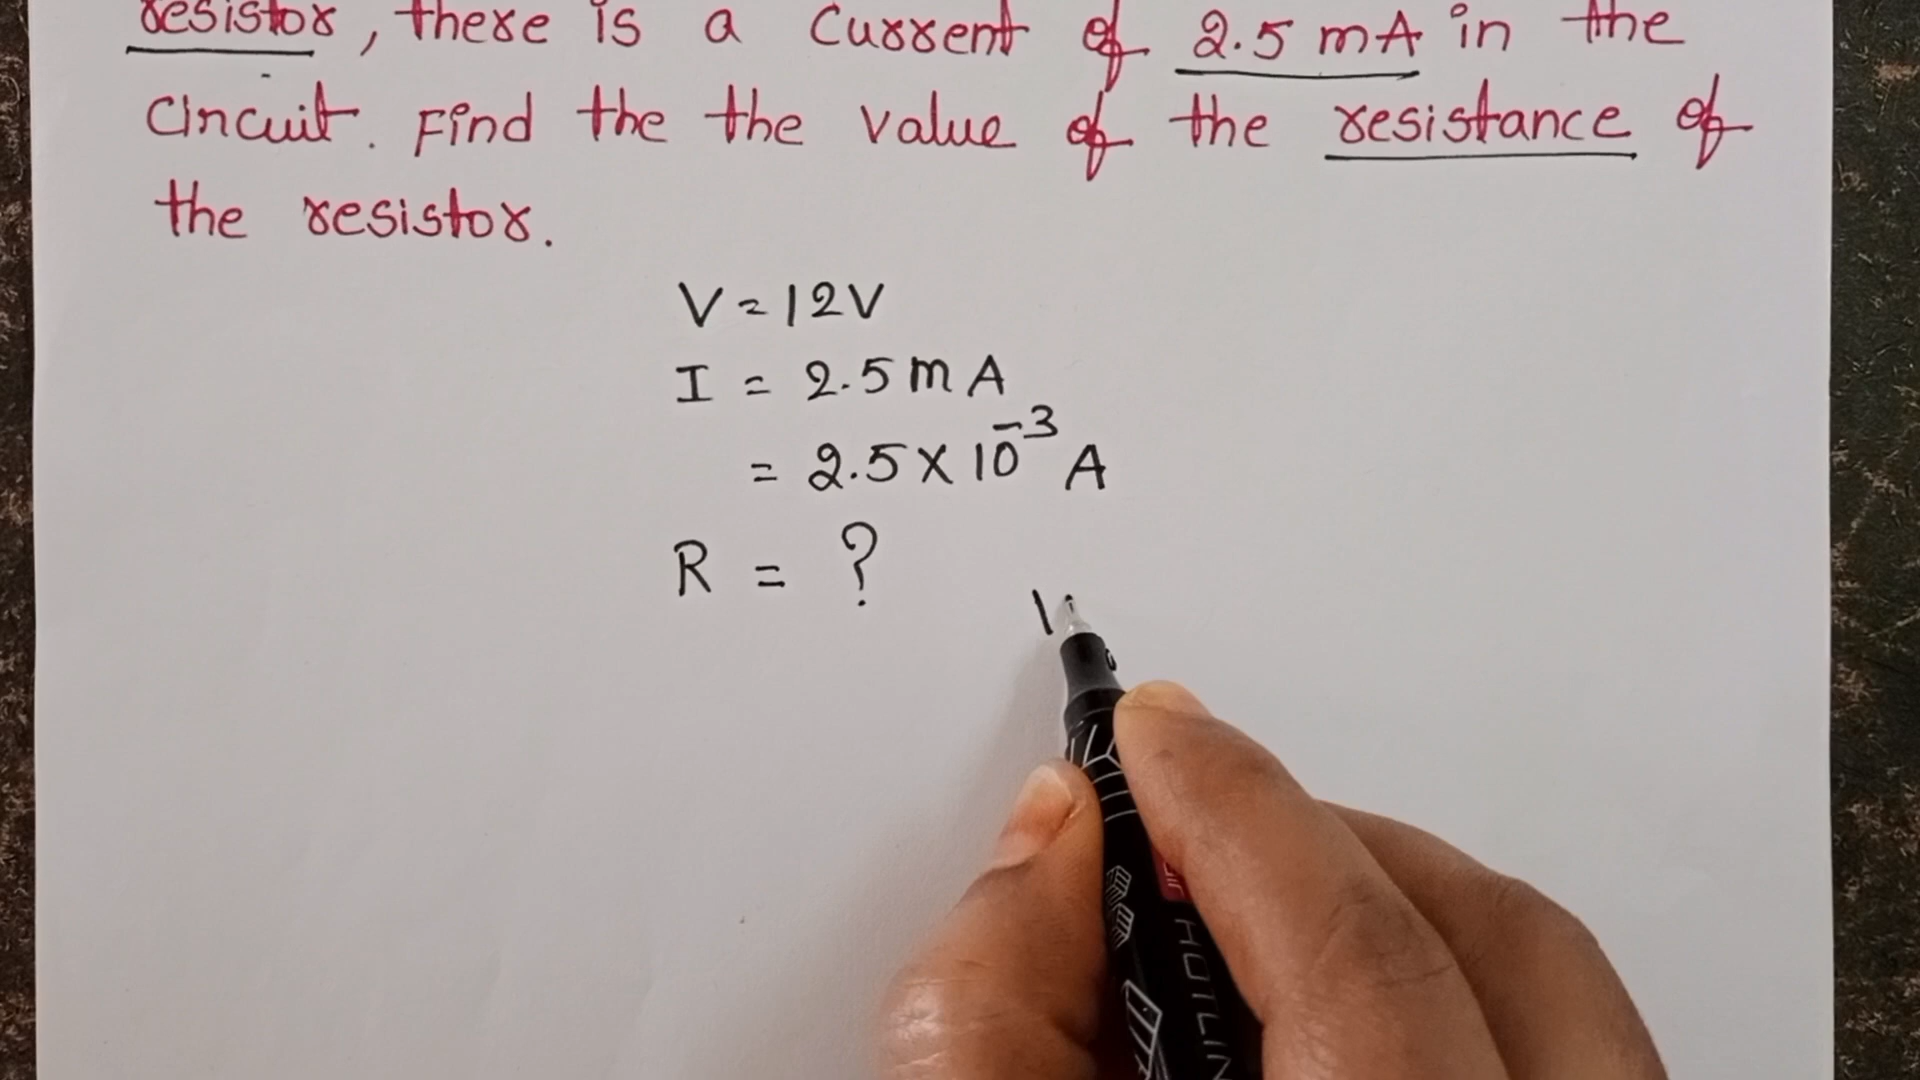 resistor, there is a current of 2.5 mA in the
Circuit. Find the the value of the resistance of
the resistor.
V = 12V
I = 2.5 mA
= 2.5 X 10⁻³ A
R = ?
HOTLIN